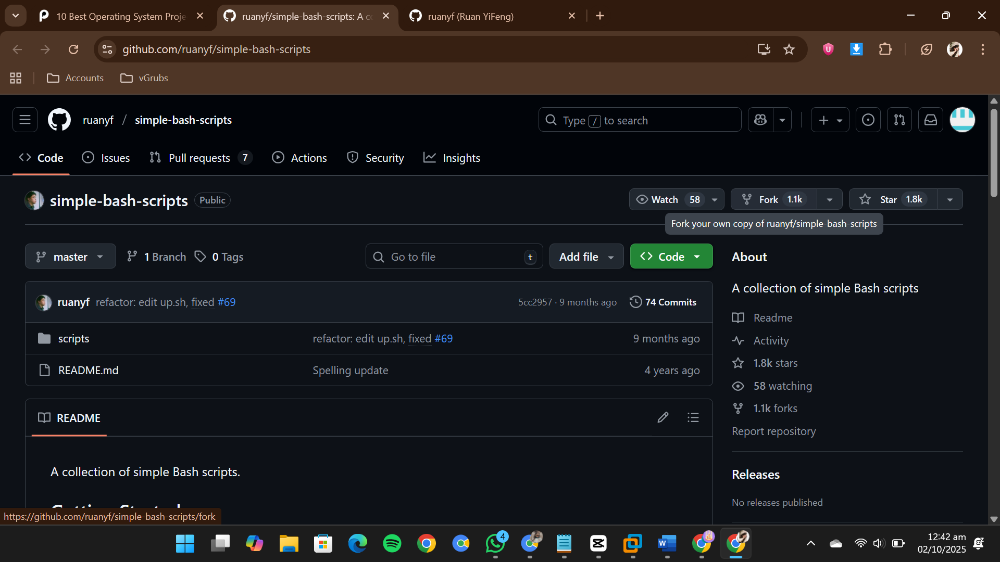 10 Best Operating System Proje
ruanyf/simple-bash-scripts: A co
ruanyf (Ruan YiFeng)
github.com/ruanyf/simple-bash-scripts
Accounts
vGrubs
ruanyf / simple-bash-scripts
Type / to search
Code
Issues
Pull requests 7
Actions
Security
Insights
simple-bash-scripts Public
Watch 58
Fork 1.1k
Star 1.8k
Fork your own copy of ruanyf/simple-bash-scripts
master
1 Branch
0 Tags
Go to file t
Add file
Code
ruanyf refactor: edit up.sh, fixed #69
5cc2957 · 9 months ago
74 Commits
scripts refactor: edit up.sh, fixed #69 9 months ago
README.md Spelling update 4 years ago
README
A collection of simple Bash scripts.
Getting Started
About
A collection of simple Bash scripts
Readme
Activity
1.8k stars
58 watching
1.1k forks
Report repository
Releases
No releases published
https://github.com/ruanyf/simple-bash-scripts/fork
4
12:42 am
02/10/2025